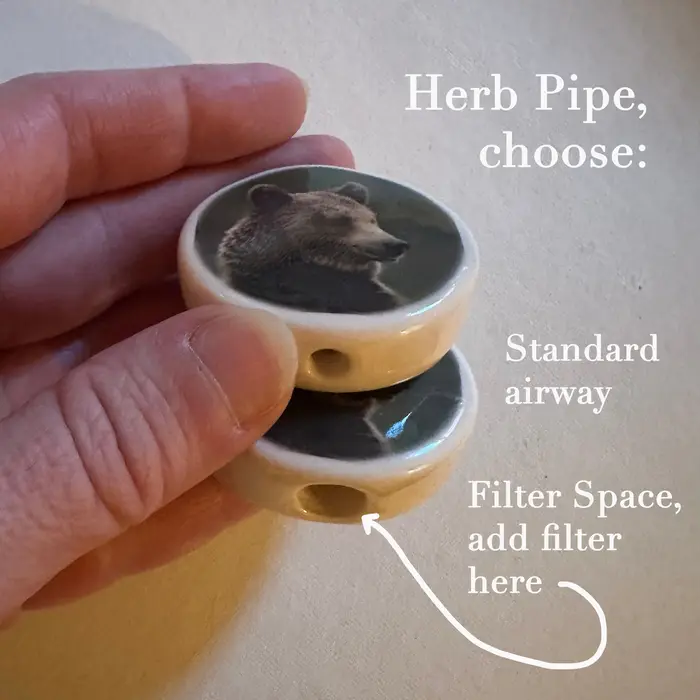 Herb Pipe,
choose:
Standard
airway
Filter Space,
add filter
here